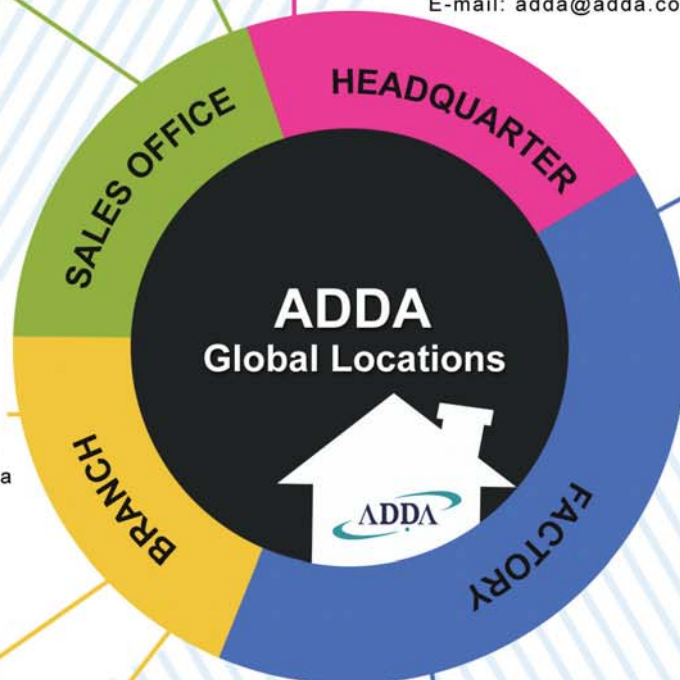 E-mail: adda@adda.co
HEADQUARTER
SALES OFFICE
ADDA
Global Locations
a
BRANCH
ADDA
FACTORY